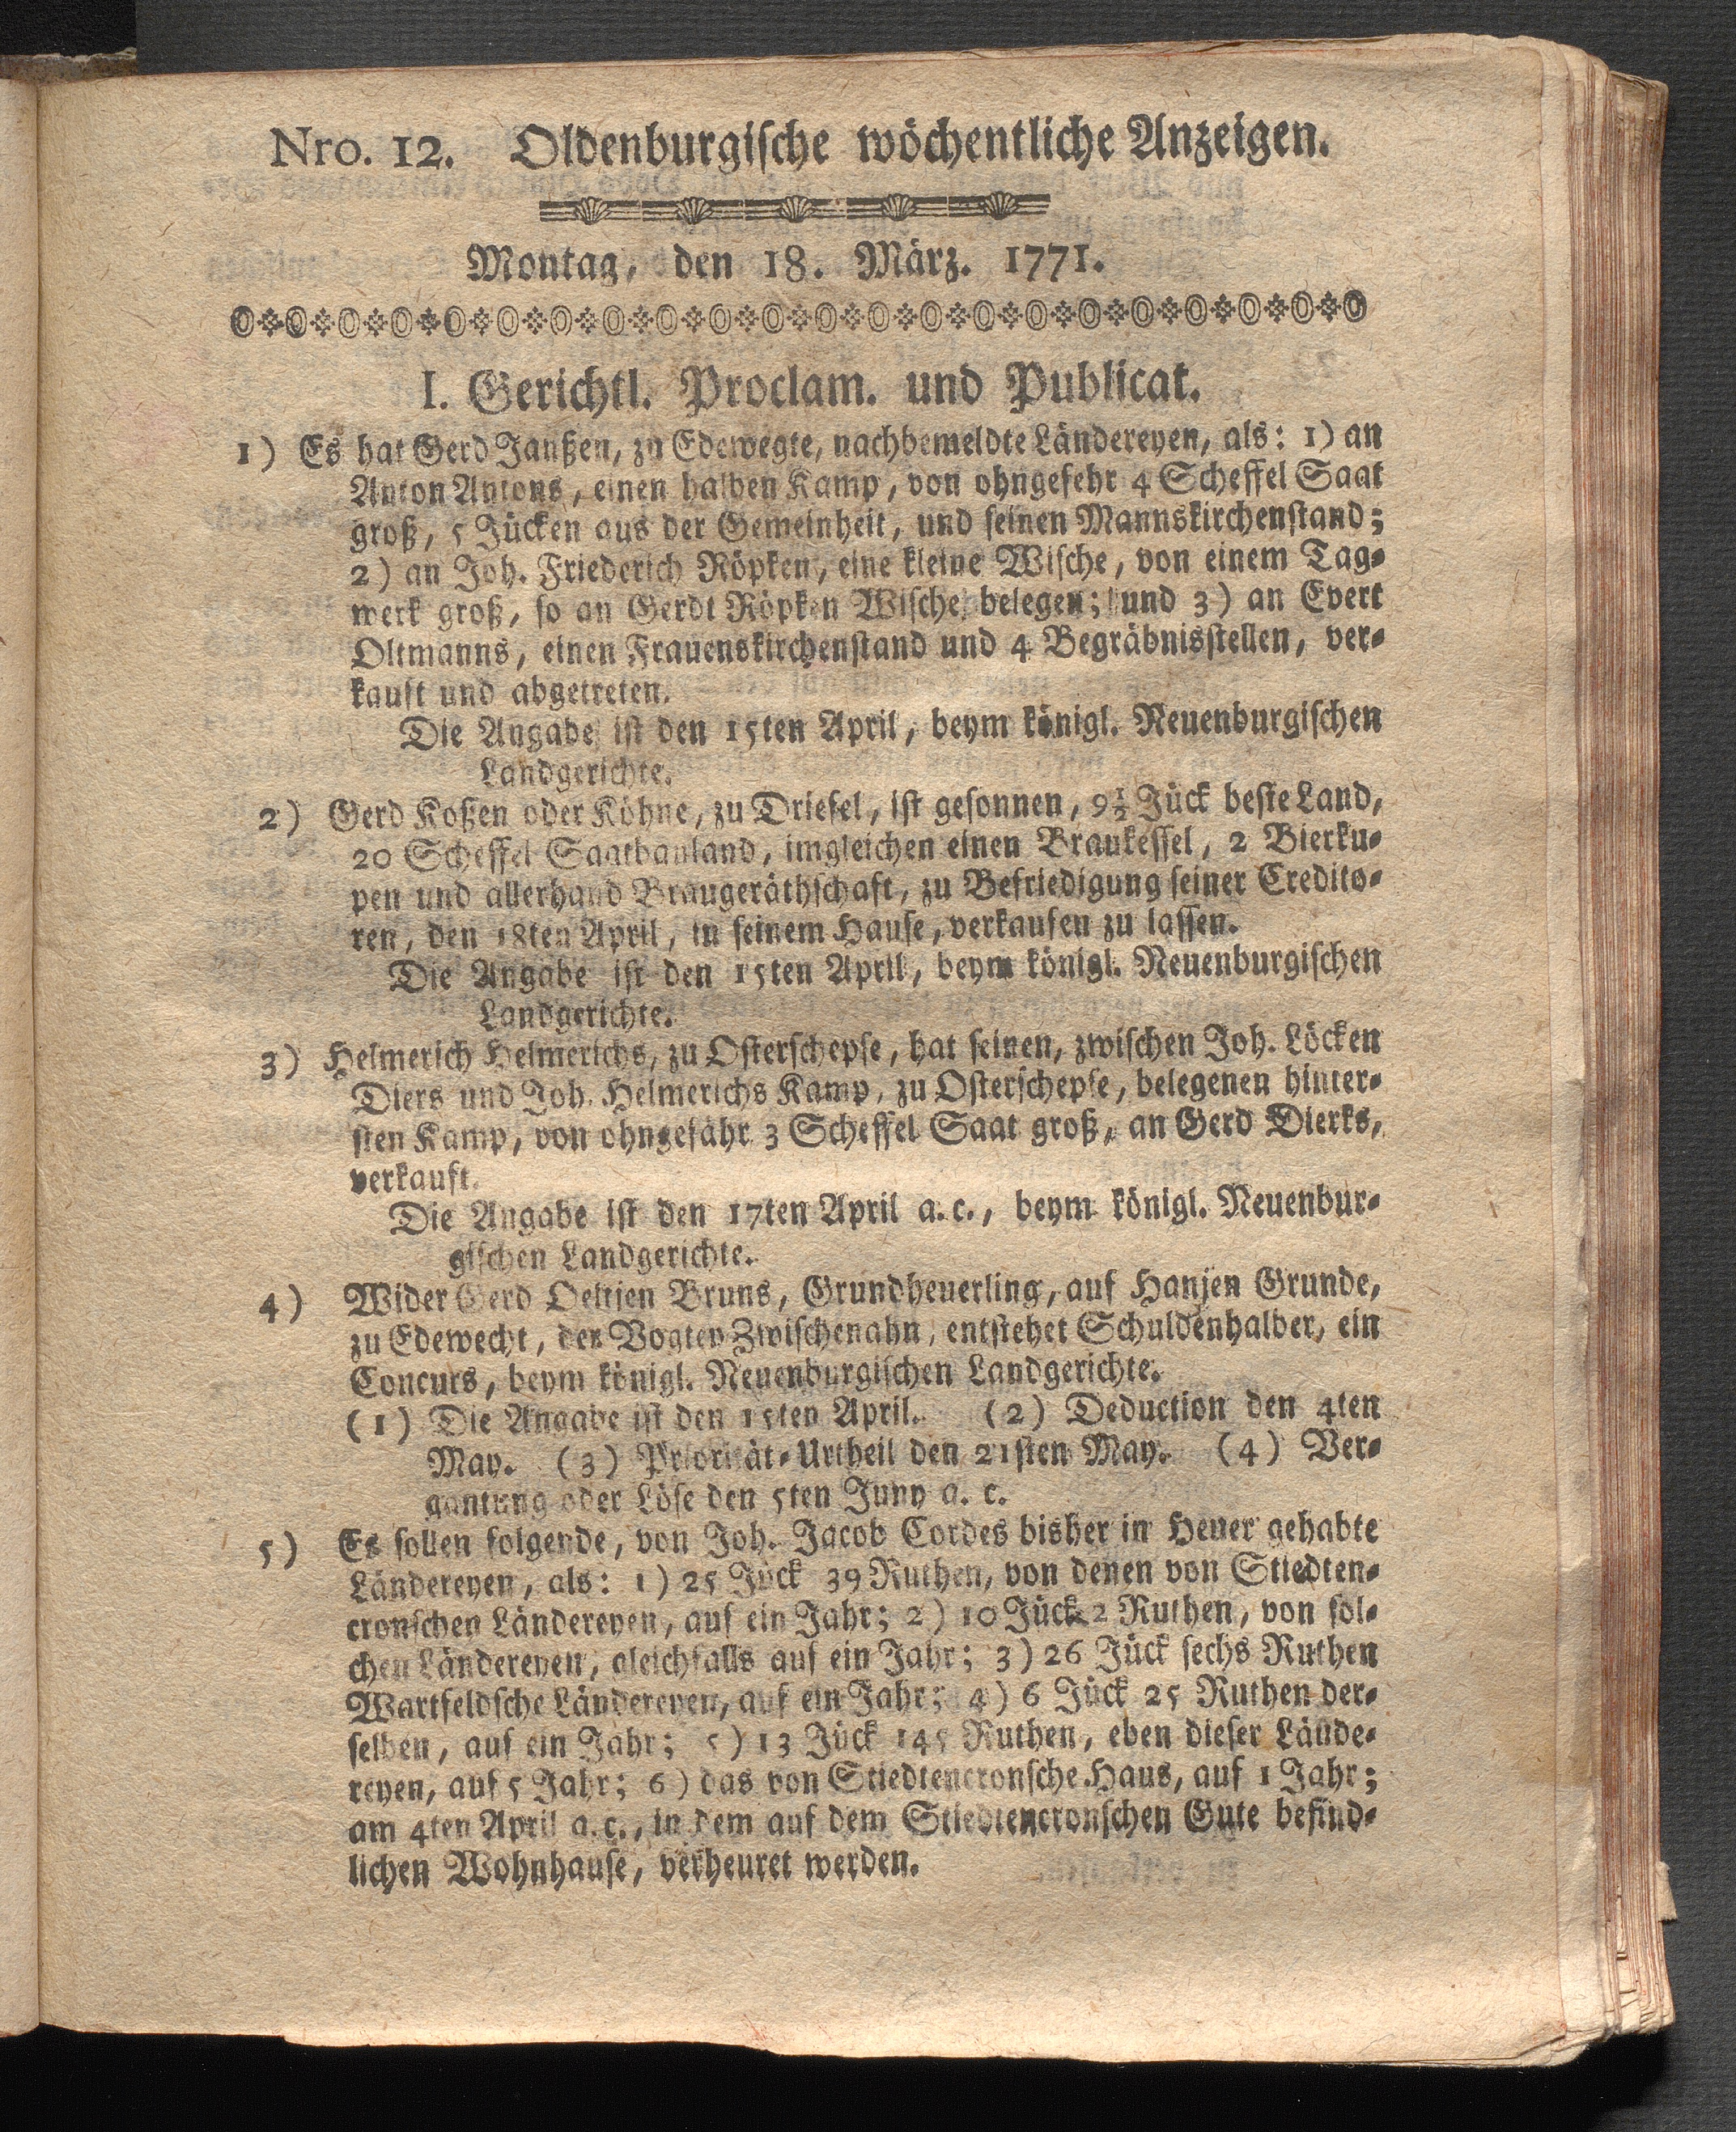 Nro. 12. Oldenburgische wöchentliche Anzeigen.
Montag, den 18. März. 1771.
I. Gerichtl. Proclam. und Publicat.
1) Es hat Gerd Janßen, zu Edewegte, nachbemeldte Ländereyen, als: 1) an
Anton Antons, einen halben Kamp, von ohngefehr 4 Scheffel Saat
groß, 5 Jücken aus der Gemeinheit, und seinen Mannskirchenstand;
2) an Joh. Friederich Röpken, eine kleine Wische, von einem Tag-
werk groß, so an Gerdt Röpken Wische belegen; und 3) an Evert
Oltmanns, einen Frauenskirchenstand und 4 Begräbnisstellen, ver-
kauft und abgetreten.
Die Angabe ist den 15ten April, beym königl. Neuenburgischen
Landgerichte.
2) Gerd Koßen oder Köhne, zu Driefel, ist gesonnen, 9½ Jück beste Land,
20 Scheffel Saatbauland, imgleichen einen Braukessel, 2 Bierku-
pen und allerhand Braugeräthschaft, zu Befriedigung seiner Credito-
ren, den 18ten April, in seinem Hause, verkaufen zu lassen.
Die Angabe ist den 15ten April, beym königl. Neuenburgischen
Landgerichte.
3) Helmerich Helmerichs, zu Osterschepse, hat seinen, zwischen Joh. Löcken
Diers und Joh. Helmerichs Kamp, zu Osterschepse, belegenen hinter-
sten Kamp, von ohngefähr 3 Scheffel Saat groß, an Gerd Dierks,
verkauft.
Die Angabe ist den 17ten April a. c., beym königl. Neuenbur-
gischen Landgerichte.
4) Wider Gerd Oeltjen Bruns, Grundheuerling, auf Hanjen Grunde,
zu Edewecht, der Vogtey Zwischenahn, entstehet Schuldenhalber, ein
Concurs, beym königl. Neuenburgischen Landgerichte.
(1) Die Angabe ist den 15ten April. (2) Deduction den 4ten
May. (3) Priorität-Urtheil den 21sten May. (4) Ver-
gantung oder Löse den 5ten Juny a. c.
5) Es sollen folgende, von Joh. Jacob Cordes bisher in Heuer gehabte
Ländereyen, als: 1) 25 Jück 39 Ruthen, von denen von Stiedten-
cronschen Ländereyen, auf ein Jahr; 2) 10 Jück 2 Ruthen, von sol-
chen Ländereyen, gleichfalls auf ein Jahr; 3) 26 Jück sechs Ruthen
Wartfeldsche Ländereyen, auf ein Jahr; 4) 6 Jück 25 Ruthen der-
selben, auf ein Jahr; 5) 13 Jück 145 Ruthen, eben dieser Lände-
reyen, auf 5 Jahr; 6) das von Stiedtencronsche Haus, auf 1 Jahr;
am 4ten April a. c., in dem auf dem Stiedtencronschen Gute befind-
lichen Wohnhause, verheuret werden.